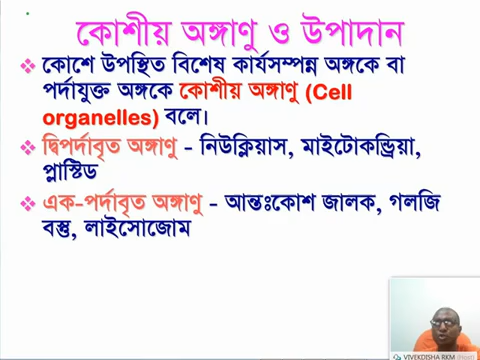 কোশীয় অঙ্গাণু ও উপাদান
কোশে উপস্থিত বিশেষ কার্যসম্পন্ন অঙ্গকে বা
পর্দাযুক্ত অঙ্গকে কোশীয় অঙ্গাণু (Cell
organelles) বলে।
দ্বিপর্দাবৃত অঙ্গাণু - নিউক্লিয়াস, মাইটোকন্ড্রিয়া,
প্লাস্টিড
এক-পর্দাবৃত অঙ্গাণু - আন্তঃকোশ জালক, গলজি
বস্তু, লাইসোজোম
VIVEKDISHA RKM